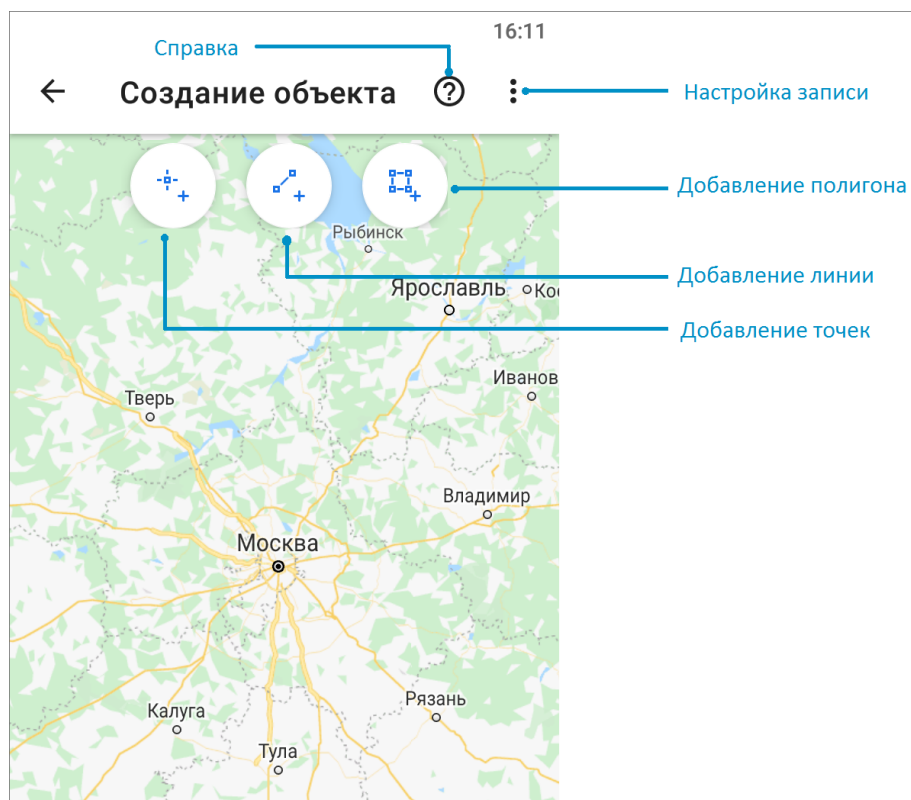 16:11
Справка
Создание объекта
Настройка записи
Добавление полигона
Рыбинск
Добавление линии
Ярославль
Ко
Добавление точек
Иванов
Тверь
Владимир
Москва
Рязань
Калуга
Тула